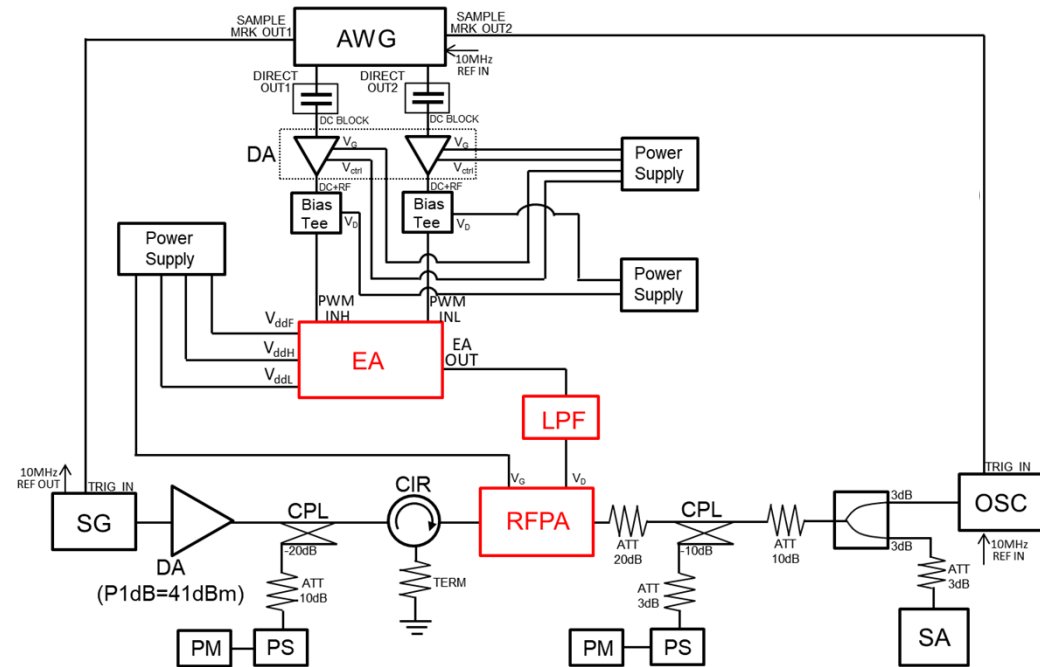 SAMPLE
MRK OUT1
AWG
SAMPLE
MRK OUT2
10MHz
REF IN
DIRECT
OUT1
DIRECT
OUT2
DC BLOCK
DC BLOCK
DA
VG
Vctrl
VG
Vctrl
Power
Supply
DC+RF
DC+RF
Bias
Tee
VD
Bias
Tee
VD
Power
Supply
Power
Supply
PWM
INH
PWM
INL
VddF
VddH
VddL
EA
EA
OUT
LPF
10MHz
REF OUT
TRIG IN
SG
DA
(P1dB=41dBm)
CPL
-20dB
ATT
10dB
PM
PS
CIR
TERM
VG
VD
RFPA
ATT
20dB
CPL
-10dB
ATT
3dB
PM
PS
ATT
10dB
3dB
3dB
TRIG IN
OSC
10MHz
REF IN
ATT
3dB
SA